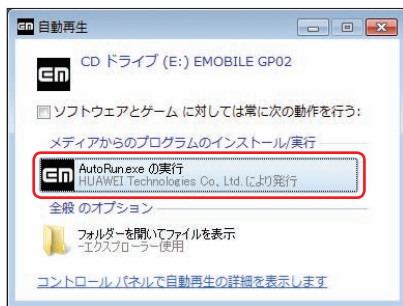 自動再生
CD ドライブ (E:) EMOBILE GP02
ソフトウェアとゲーム に対しては常に次の動作を行う:
メディアからのプログラムのインストール/実行
AutoRun.exe の実行
HUAWEI Technologies Co., Ltd. により発行
全般 のオプション
フォルダーを開いてファイルを表示
-エクスプローラー使用
コントロール パネルで自動再生の詳細を表示します